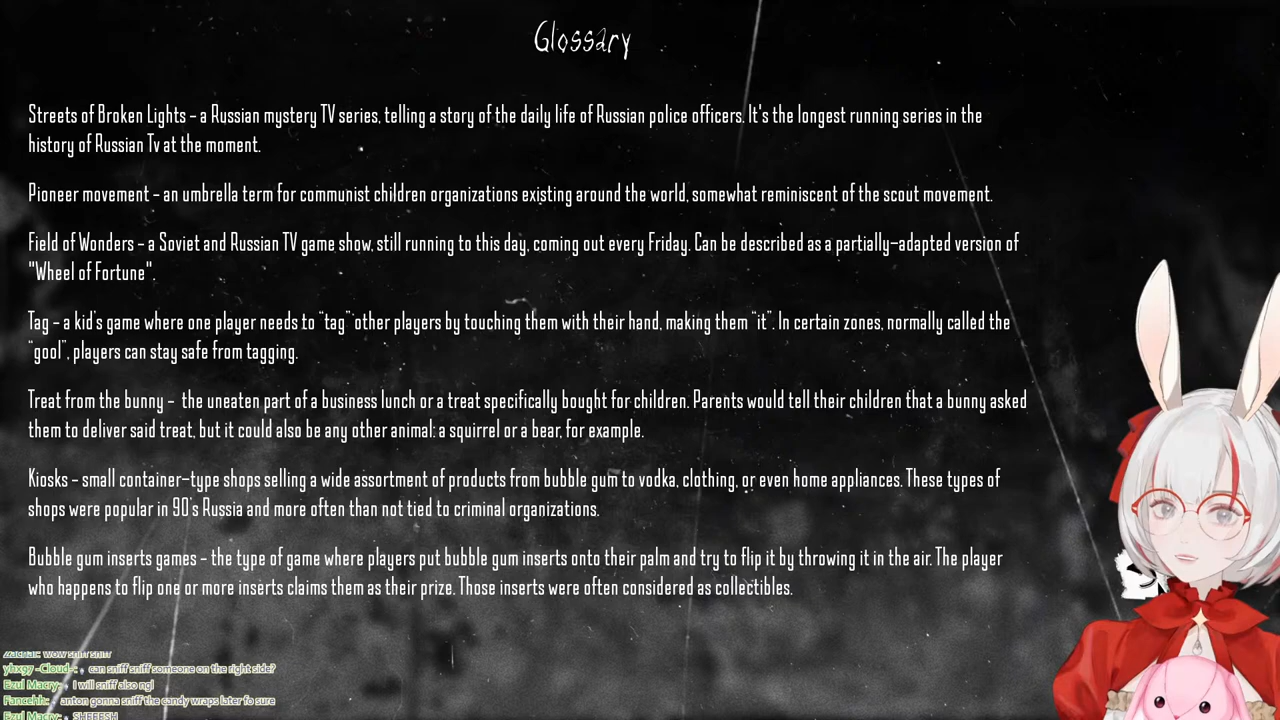 Glossary
Streets of Broken Lights - a Russian mystery TV series, telling a story of the daily life of Russian police officers. It's the longest running series in the
history of Russian Tv at the moment.
Pioneer movement - an umbrella term for communist children organizations existing around the world, somewhat reminiscent of the scout movement.
Field of Wonders - a Soviet and Russian TV game show, still running to this day, coming out every Friday. Can be described as a partially-adapted version of
"Wheel of Fortune".
Tag - a kid's game where one player needs to "tag" other players by touching them with their hand, making them "it". In certain zones, normally called the
"gool", players can stay safe from tagging.
Treat from the bunny - the uneaten part of a business lunch or a treat specifically bought for children. Parents would tell their children that a bunny asked
them to deliver said treat, but it could also be any other animal: a squirrel or a bear, for example.
Kiosks - small container-type shops selling a wide assortment of products from bubble gum to vodka, clothing, or even home appliances. These types of
shops were popular in 90's Russia and more often than not tied to criminal organizations.
Bubble gum inserts games - the type of game where players put bubble gum inserts onto their palm and try to flip it by throwing it in the air. The player
who happens to flip one or more inserts claims them as their prize. Those inserts were often considered as collectibles.
wow sniff sniff
-Cloud-: can sniff sniff someone on the right side?
Ezul Macry: I will sniff also ngl
anton gonna sniff the candy wraps later fo sure
Ezul Macry: SHEEESH